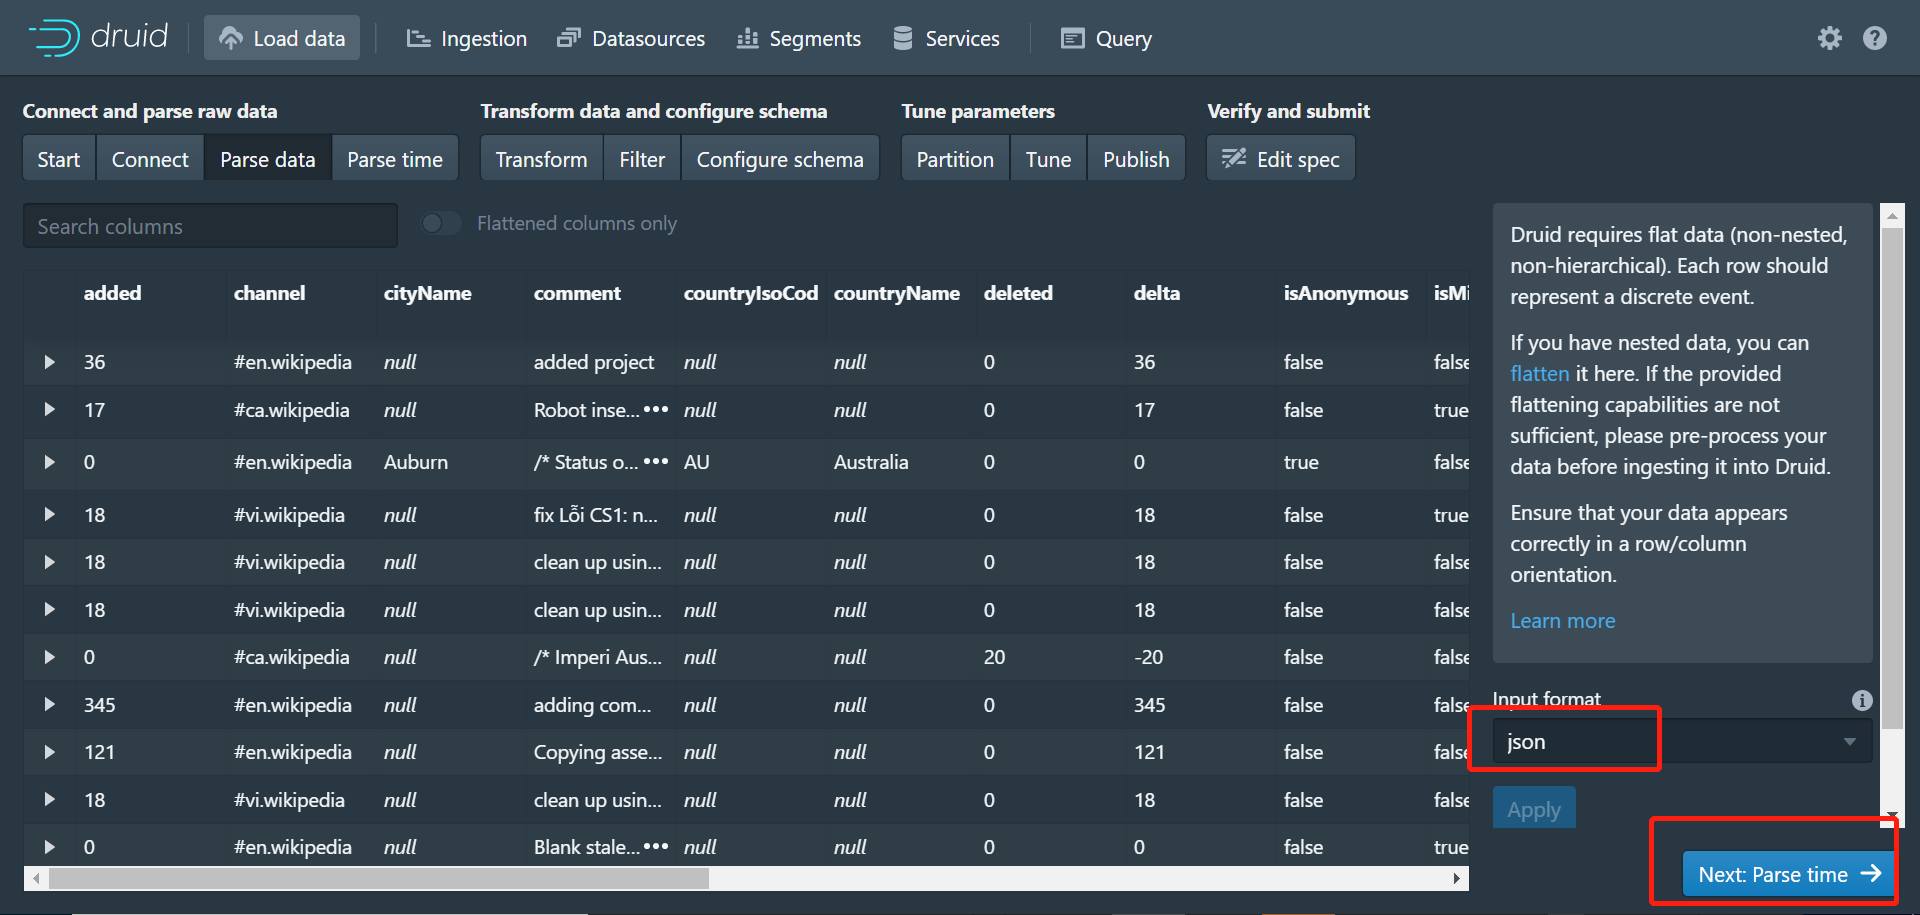 druid Load data Ingestion Datasources Segments Services Query
Connect and parse raw data Transform data and configure schema Tune parameters Verify and submit
Start Connect Parse data Parse time Transform Filter Configure schema Partition Tune Publish Edit spec
Search columns Flattened columns only
added channel cityName comment countryIsoCod countryName deleted delta isAnonymous isMi
36 #en.wikipedia null added project null null 0 36 false false
17 #ca.wikipedia null Robot inse... ••• null null 0 17 false true
0 #en.wikipedia Auburn /* Status o... ••• AU Australia 0 0 true false
18 #vi.wikipedia null fix Lỗi CS1: n... null null 0 18 false true
18 #vi.wikipedia null clean up usin... null null 0 18 false false
18 #vi.wikipedia null clean up usin... null null 0 18 false false
0 #ca.wikipedia null /* Imperi Aus... null null 20 -20 false false
345 #en.wikipedia null adding com... null null 0 345 false false
121 #en.wikipedia null Copying asse... null null 0 121 false false
18 #vi.wikipedia null clean up usin... null null 0 18 false false
0 #en.wikipedia null Blank stale... ••• null null 0 0 false true
Druid requires flat data (non-nested,
non-hierarchical). Each row should
represent a discrete event.
If you have nested data, you can
flatten it here. If the provided
flattening capabilities are not
sufficient, please pre-process your
data before ingesting it into Druid.
Ensure that your data appears
correctly in a row/column
orientation.
Learn more
Input format
json
Apply
Next: Parse time